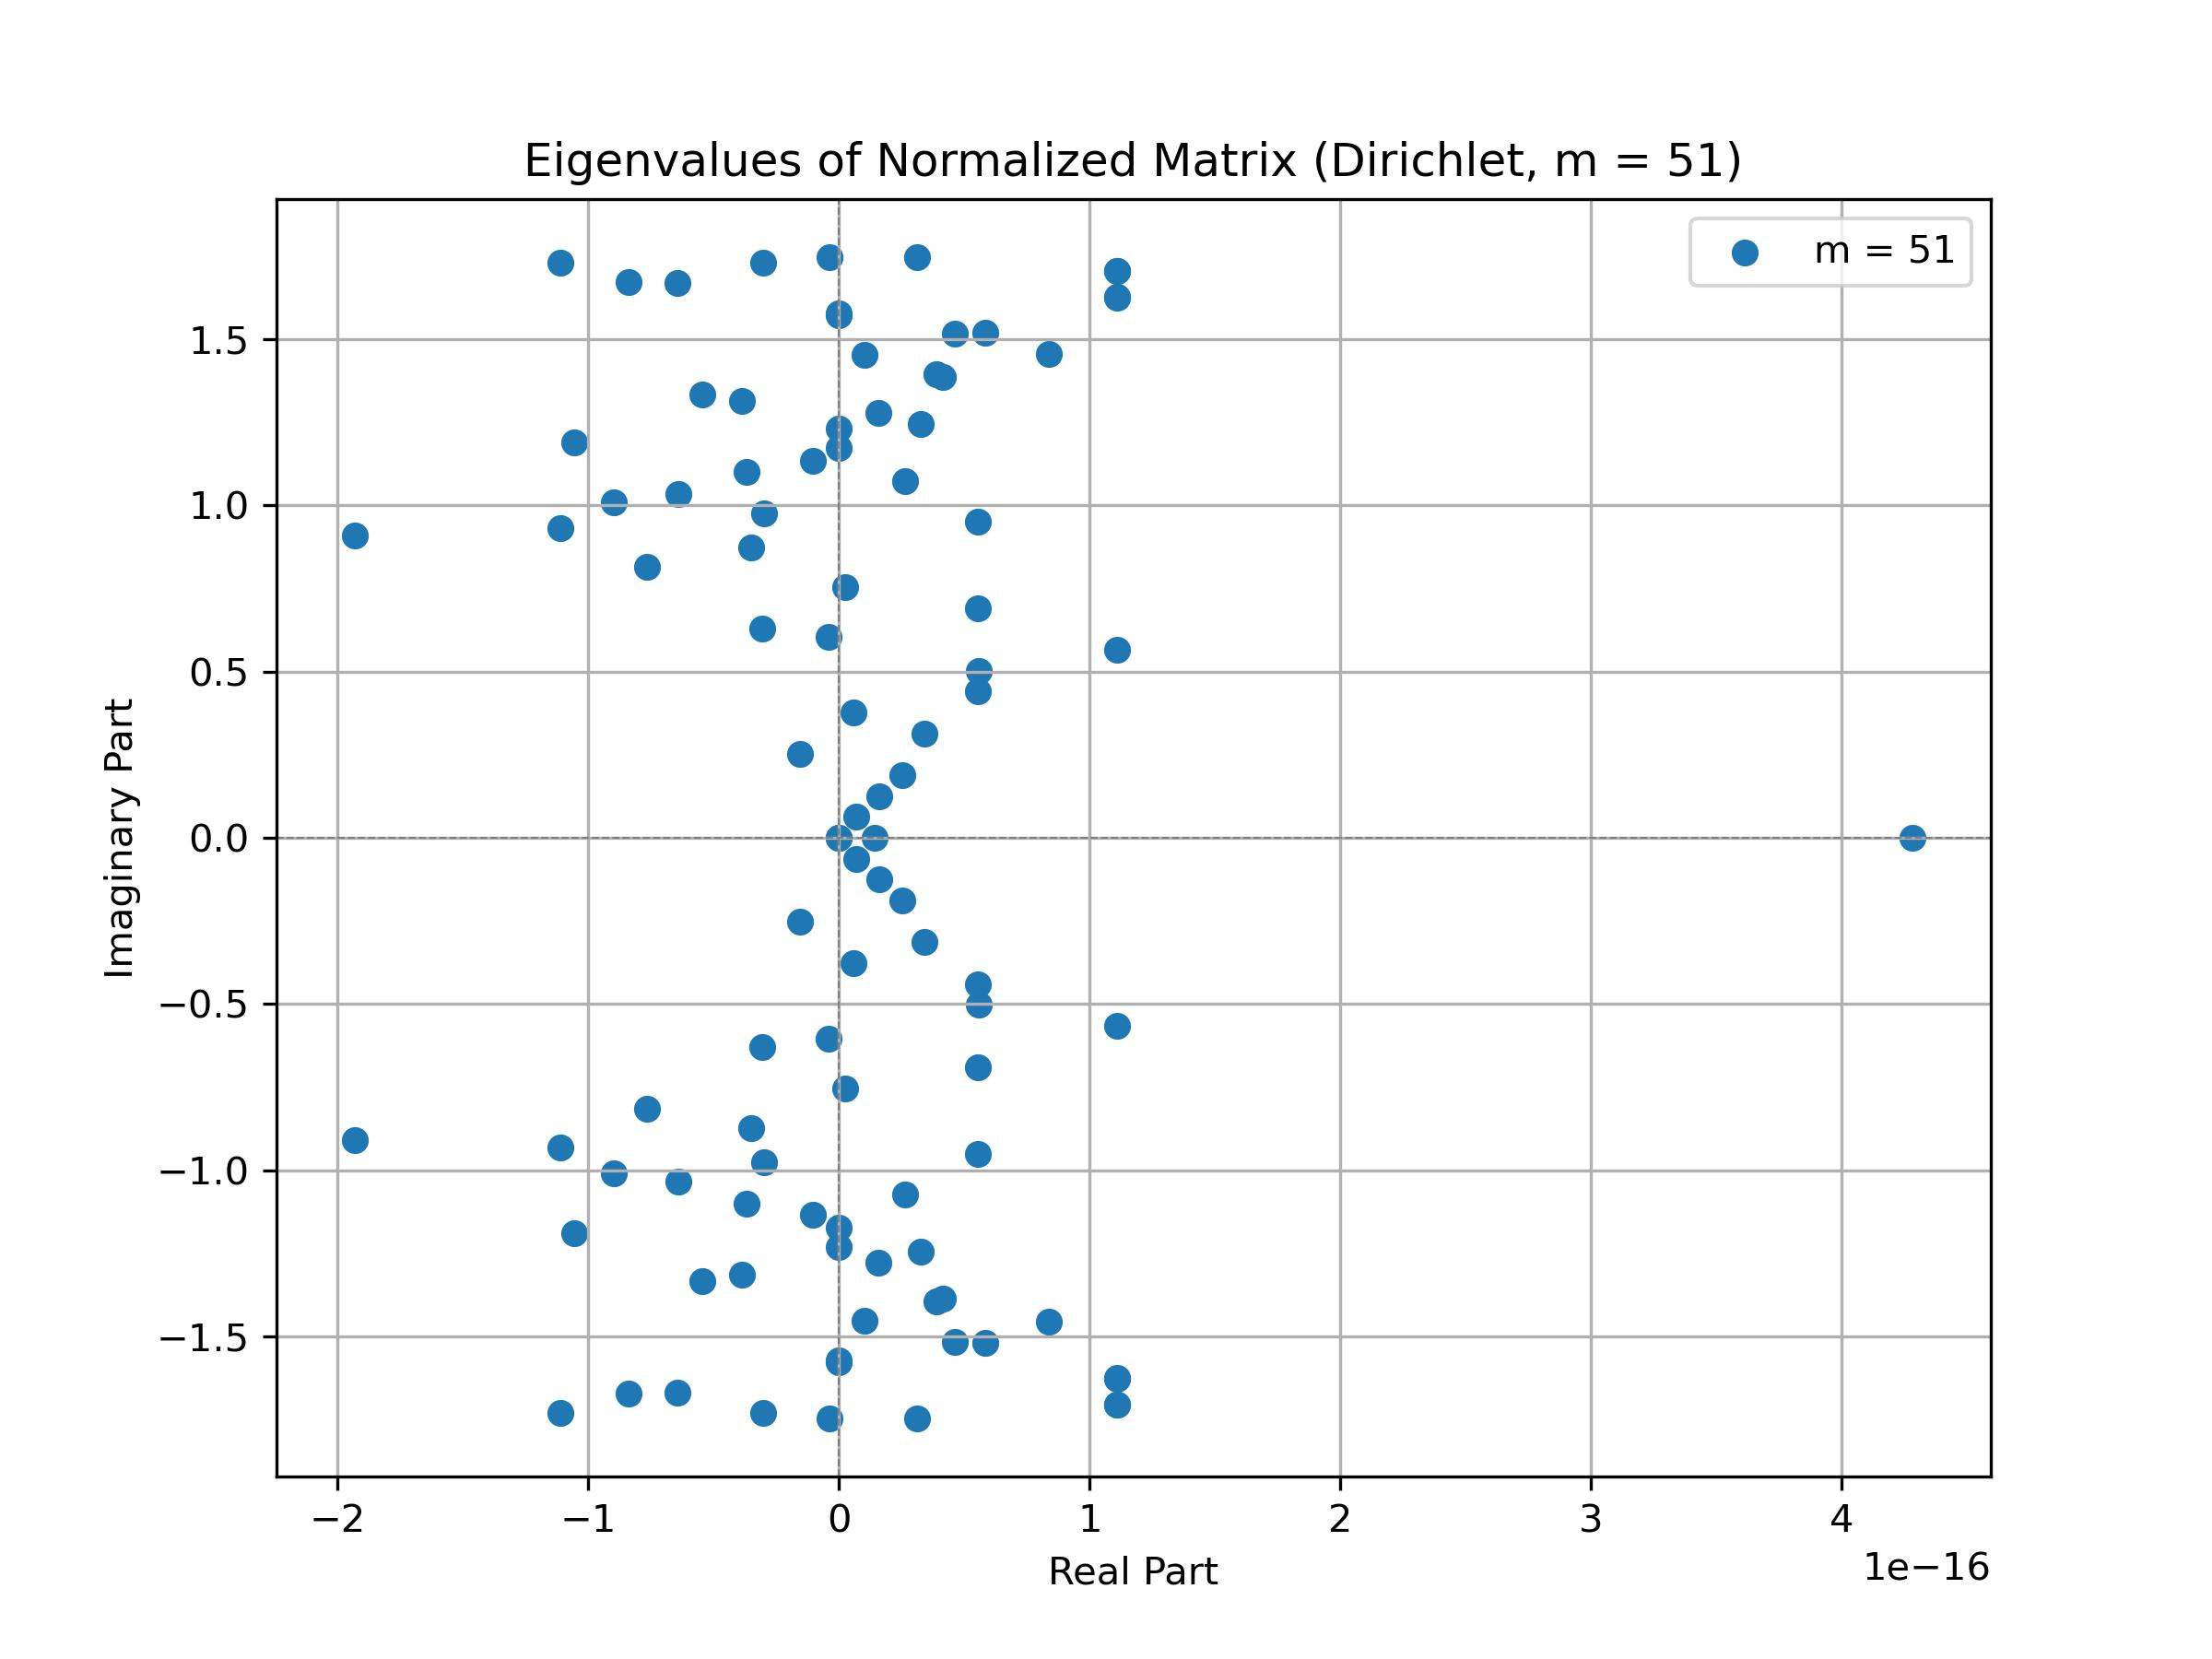 Eigenvalues of Normalized Matrix (Dirichlet, m = 51)
m = 51
1.5
1.0
0.5
0.0
−0.5
−1.0
−1.5
Imaginary Part
−2 −1 0 1 2 3 4
Real Part
1e−16